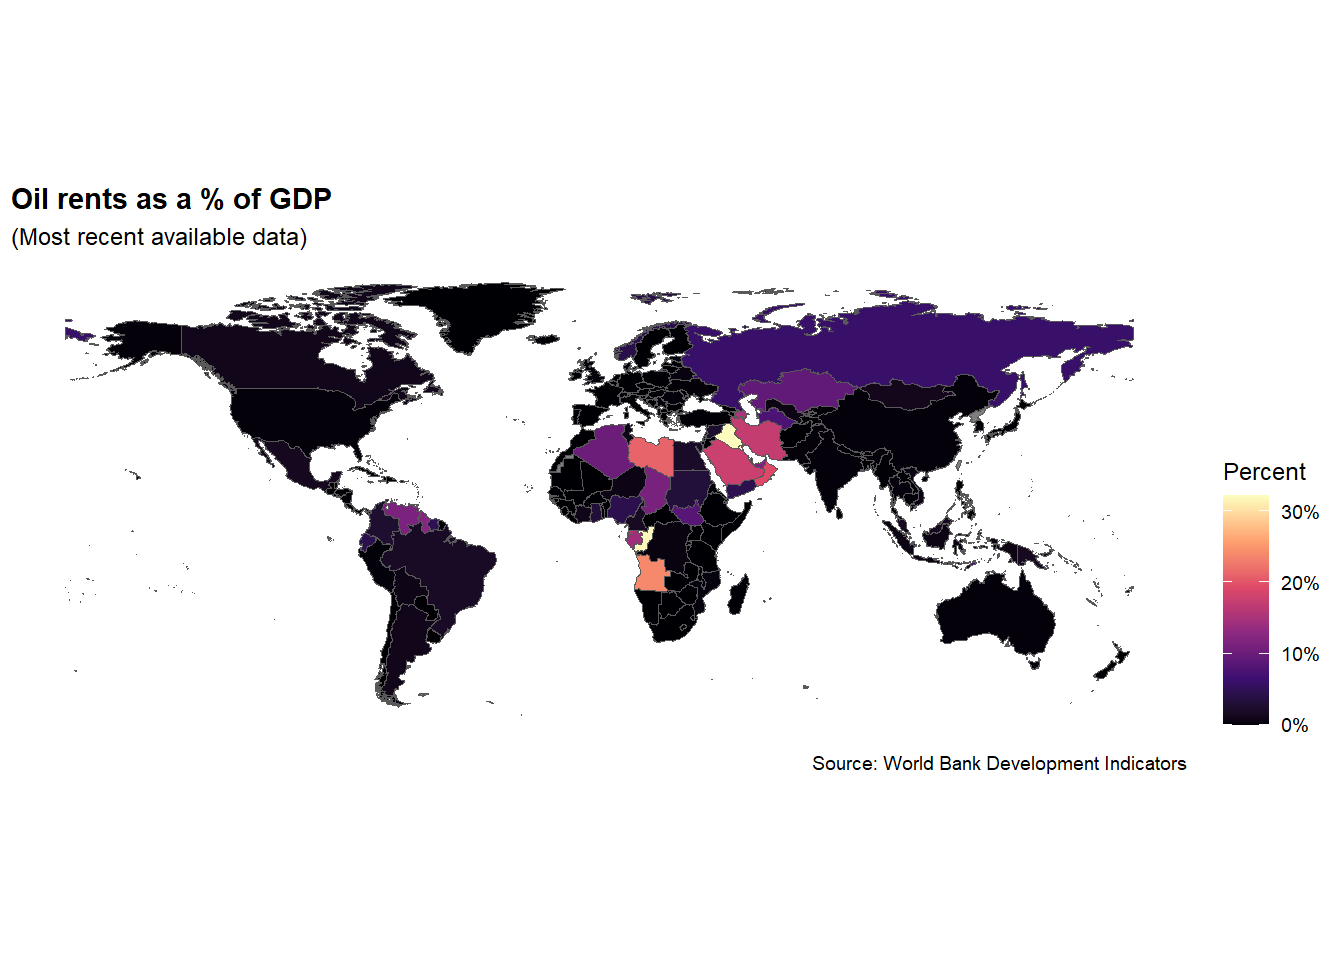 Oil rents as a % of GDP
(Most recent available data)
Percent
30%
20%
10%
0%
Source: World Bank Development Indicators